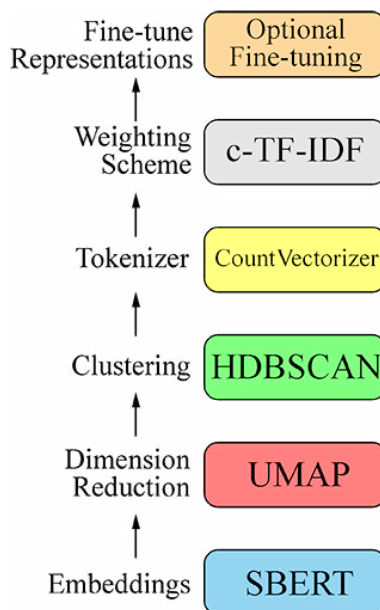 Fine-tune
Representations
Optional
Fine-tuning
Weighting
Scheme
c-TF-IDF
Tokenizer
CountVectorizer
Clustering
HDBSCAN
Dimension
Reduction
UMAP
Embeddings
SBERT